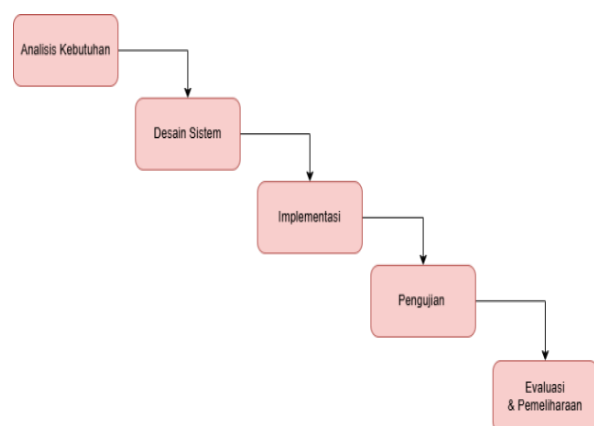 Analisis Kebutuhan
Desain Sistem
Implementasi
Pengujian
Evaluasi
& Pemeliharaan